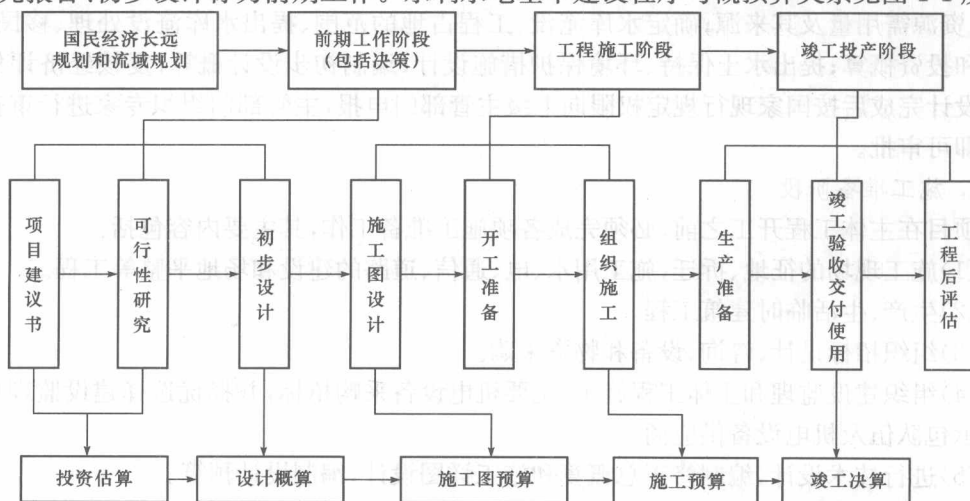 国民经济长远
规划和流域规划
前期工作阶段
(包括决策)
工程施工阶段
竣工投产阶段
项目建议书
可行性研究
初步设计
施工图设计
开工准备
组织施工
生产准备
竣工验收交付使用
工程后评估
投资估算
设计概算
施工图预算
施工预算
竣工决算